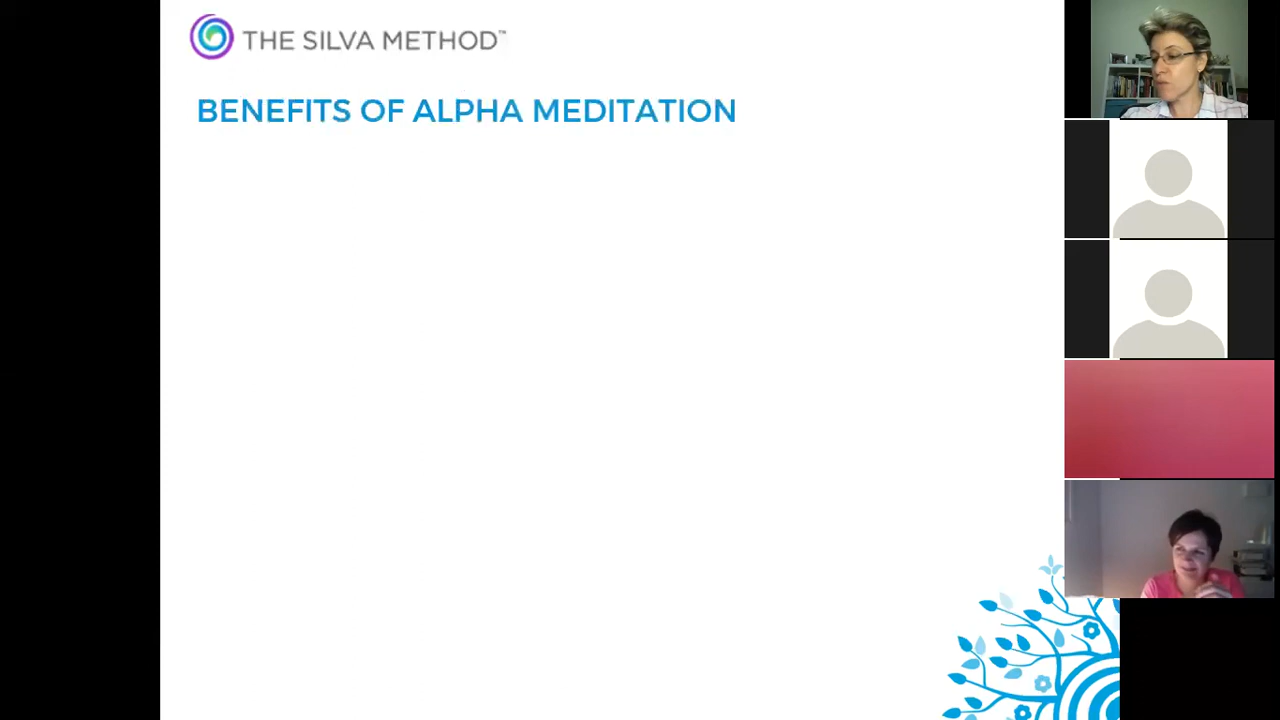 THE SILVA METHOD™
BENEFITS OF ALPHA MEDITATION